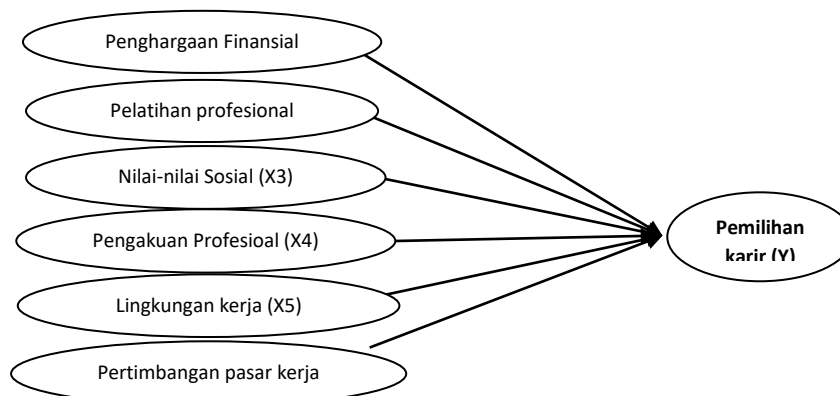 Penghargaan Finansial
Pelatihan profesional
Nilai-nilai Sosial (X3)
Pengakuan Profesioal (X4)
Lingkungan kerja (X5)
Pertimbangan pasar kerja
Pemilihan
karir (Y)